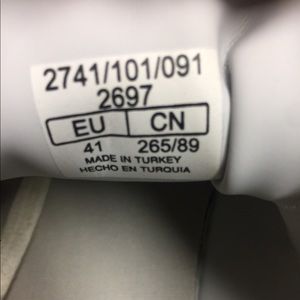 2741/101/091
2697
EU CN
41 265/89
MADE IN TURKEY
HECHO EN TURQUIA